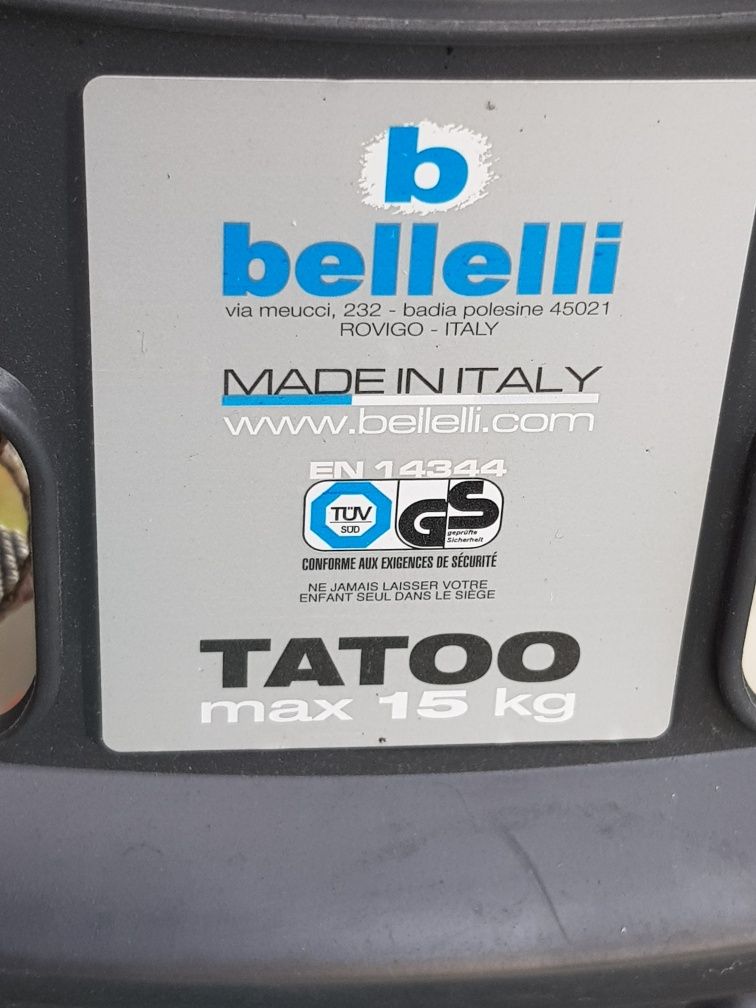 b
bellelli
via meucci, 232 - badia polesine 45021
ROVIGO - ITALY
MADE IN ITALY
www.bellelli.com
EN 14344
TÜV
SÜD
GS
geprüfte
Sicherheit
CONFORME AUX EXIGENCES DE SÉCURITÉ
NE JAMAIS LAISSER VOTRE
ENFANT SEUL DANS LE SIÈGE
TATOO
max 15 kg